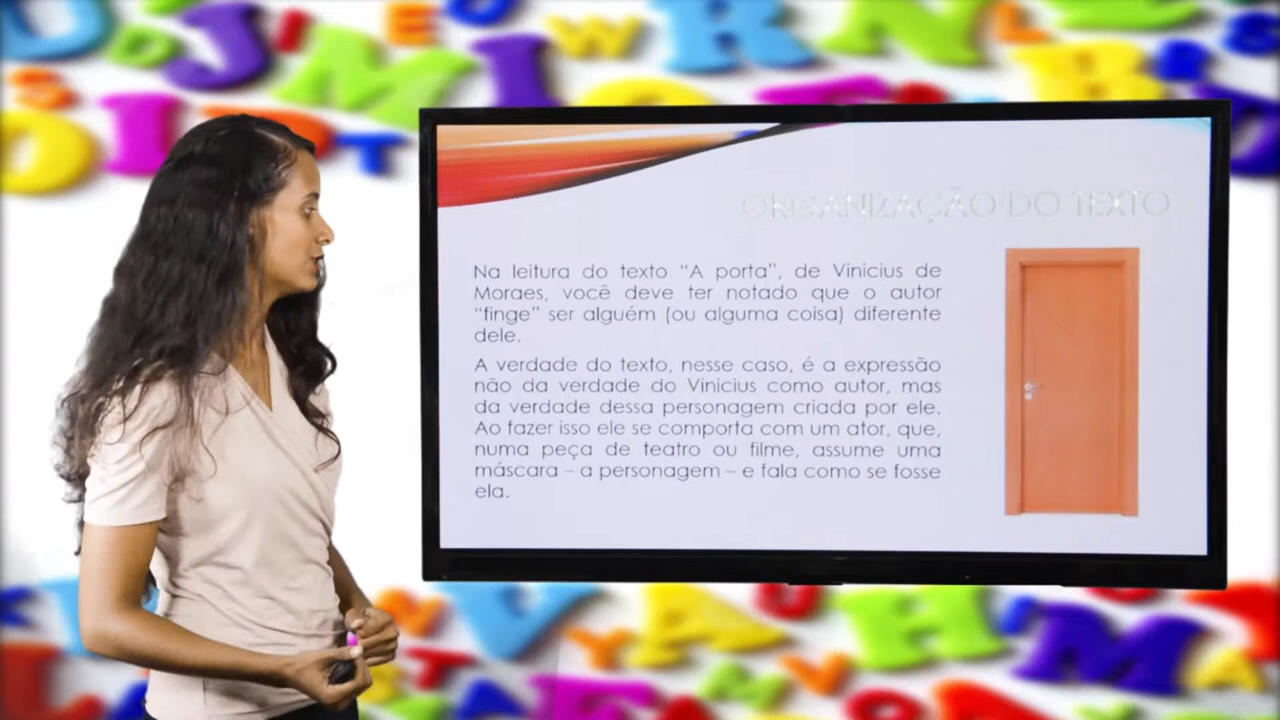 ORGANIZAÇÃO DO TEXTO
Na leitura do texto “A porta”, de Vinicius de
Moraes, você deve ter notado que o autor
“finge” ser alguém (ou alguma coisa) diferente
dele.
A verdade do texto, nesse caso, é a expressão
não da verdade do Vinicius como autor, mas
da verdade dessa personagem criada por ele.
Ao fazer isso ele se comporta com um ator, que,
numa peça de teatro ou filme, assume uma
máscara – a personagem – e fala como se fosse
ela.